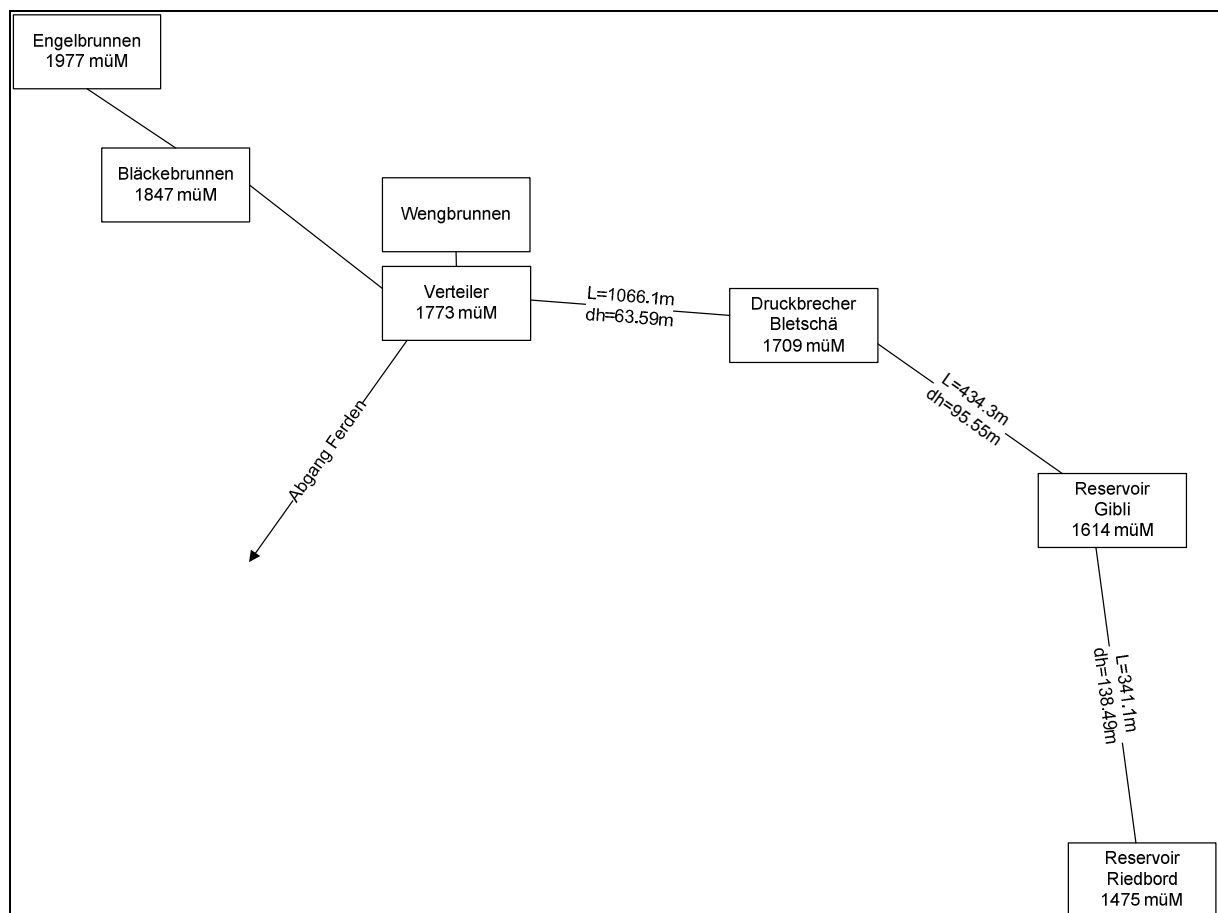 Engelbrunnen
1977 müM
Bläckebrunnen
1847 müM
Wengbrunnen
Verteiler
1773 müM
L=1066.1m
dh=63.59m
Druckbrecher
Bletschä
1709 müM
Abgang Ferden
L=434.3m
dh=95.55m
Reservoir
Gibli
1614 müM
L=341.1m
dh=138.49m
Reservoir
Riedbord
1475 müM